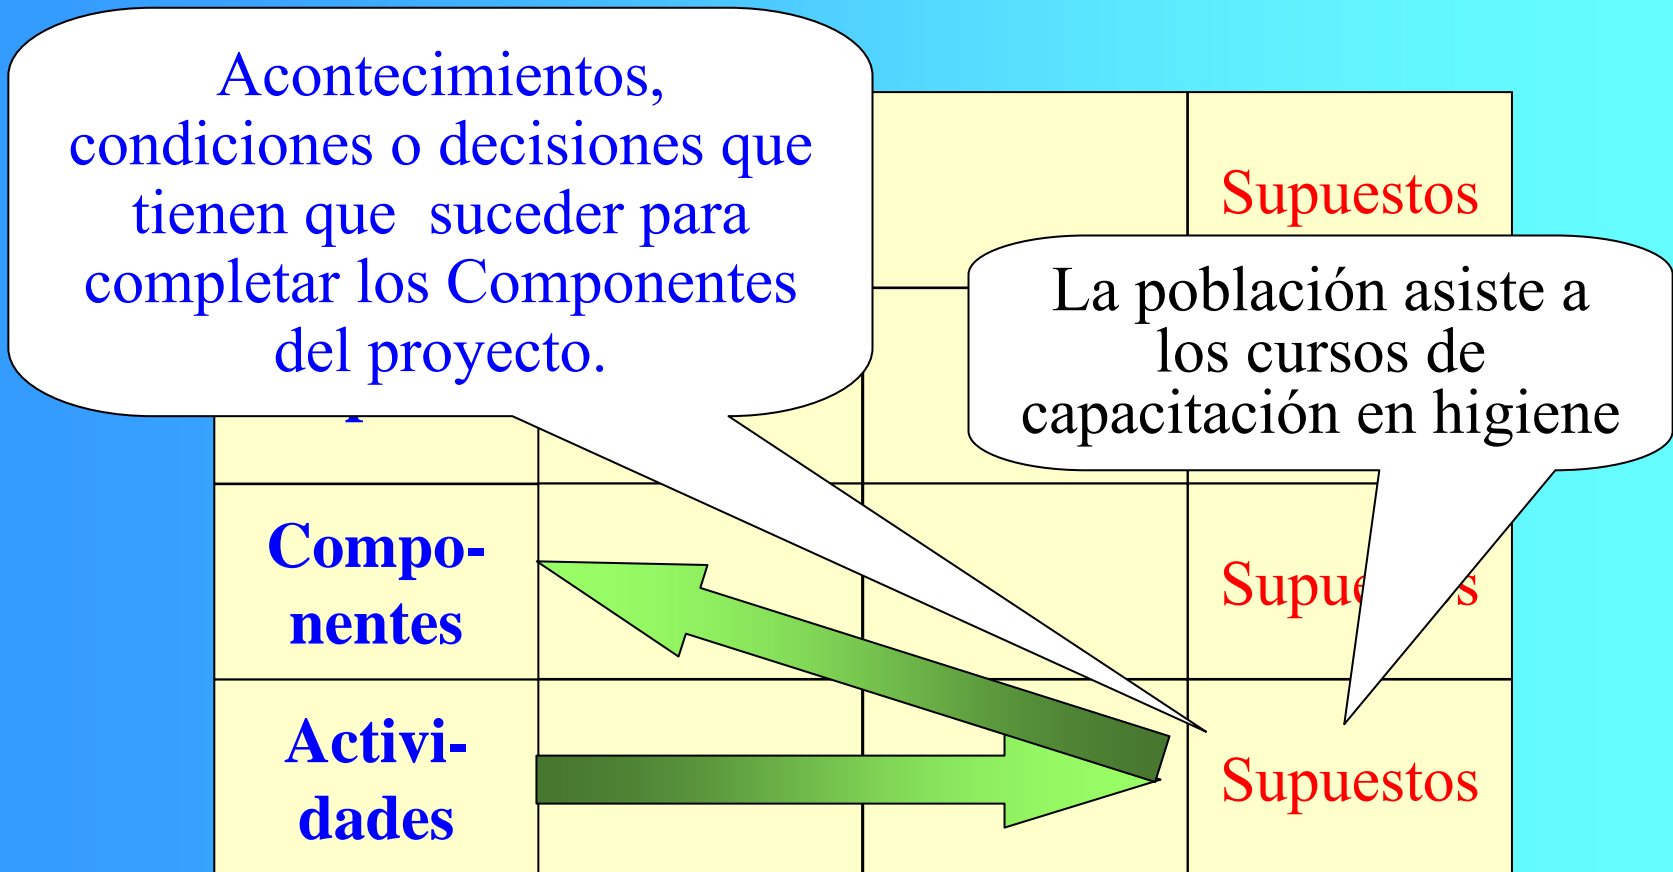 Acontecimientos,
condiciones o decisiones que
tienen que  suceder para
completar los Componentes
del proyecto.
Supuestos
La población asiste a
los cursos de
capacitación en higiene
Compo-
nentes
Supuestos
Activi-
dades
Supuestos